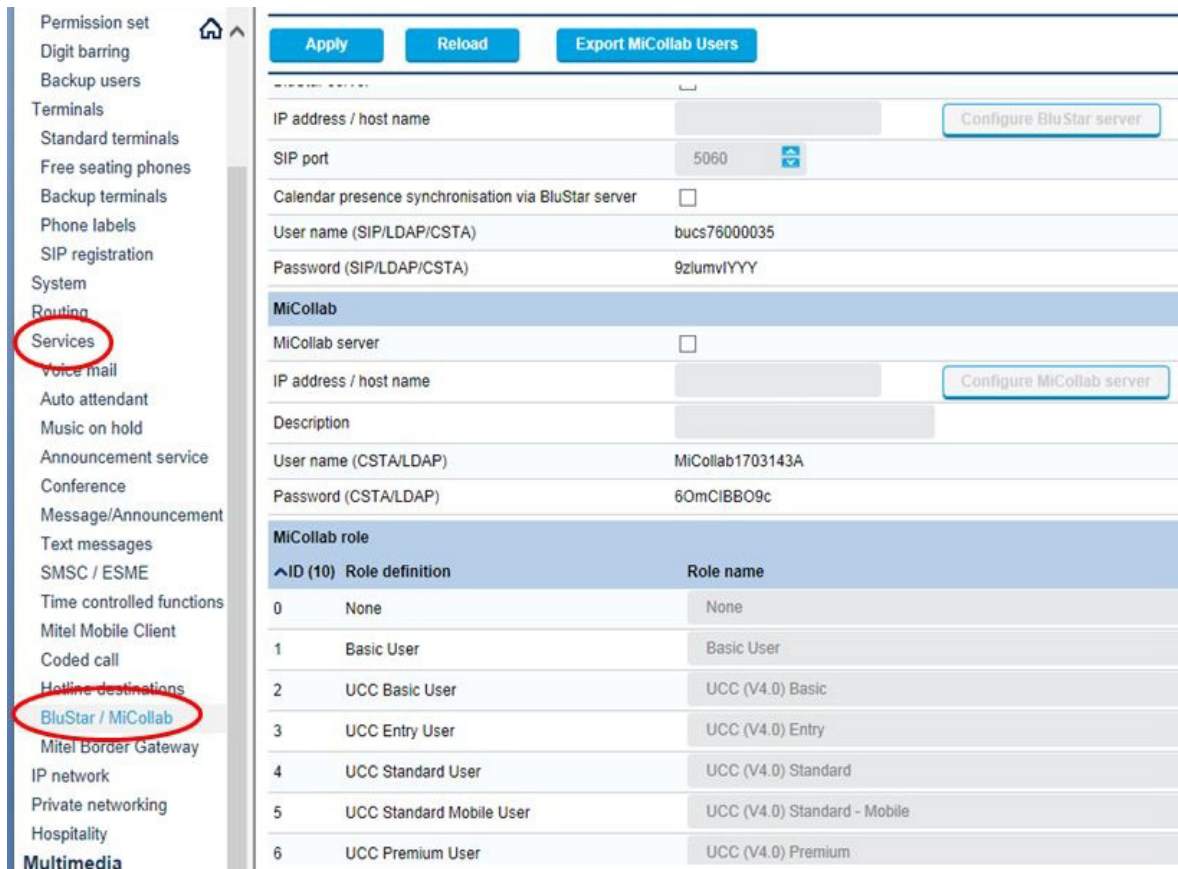 Permission set
Digit barring
Backup users
Terminals
Standard terminals
Free seating phones
Backup terminals
Phone labels
SIP registration
System
Routing
Services
Voice mail
Auto attendant
Music on hold
Announcement service
Conference
Message/Announcement
Text messages
SMSC / ESME
Time controlled functions
Mitel Mobile Client
Coded call
Hotline destinations
BluStar / MiCollab
Mitel Border Gateway
IP network
Private networking
Hospitality
Multimedia
Apply Reload Export MiCollab Users
IP address / host name Configure BluStar server
SIP port 5060
Calendar presence synchronisation via BluStar server
User name (SIP/LDAP/CSTA) bucs76000035
Password (SIP/LDAP/CSTA) 9zlumvIYYY
MiCollab
MiCollab server
IP address / host name Configure MiCollab server
Description
User name (CSTA/LDAP) MiCollab1703143A
Password (CSTA/LDAP) 6OmCIBBO9c
MiCollab role
ID (10) Role definition Role name
0 None None
1 Basic User Basic User
2 UCC Basic User UCC (V4.0) Basic
3 UCC Entry User UCC (V4.0) Entry
4 UCC Standard User UCC (V4.0) Standard
5 UCC Standard Mobile User UCC (V4.0) Standard - Mobile
6 UCC Premium User UCC (V4.0) Premium